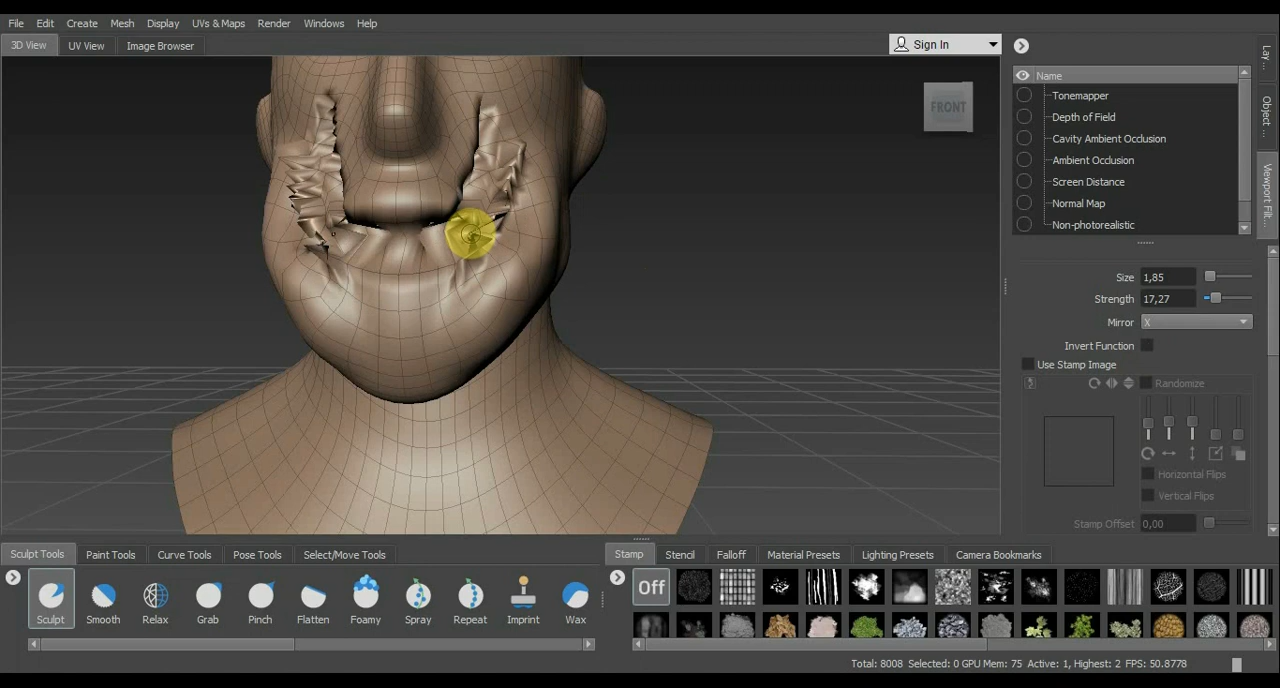 File Edit Create Mesh Display UVs & Maps Render Windows Help
3D View UV View Image Browser Sign In
FRONT
Name
Tonemapper
Depth of Field
Cavity Ambient Occlusion
Ambient Occlusion
Screen Distance
Normal Map
Non-photorealistic
Lay...
Object ...
Viewport Filt...
Size 1,85
Strength 17,27
Mirror X
Invert Function
Use Stamp Image
Randomize
Horizontal Flips
Vertical Flips
Stamp Offset 0,00
Sculpt Tools Paint Tools Curve Tools Pose Tools Select/Move Tools
Sculpt Smooth Relax Grab Pinch Flatten Foamy Spray Repeat Imprint Wax
Stamp Stencil Falloff Material Presets Lighting Presets Camera Bookmarks
Off
Total: 8008 Selected: 0 GPU Mem: 75 Active: 1, Highest: 2 FPS: 50.8778